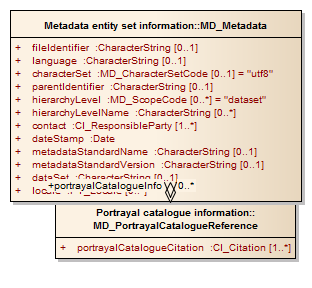 Metadata entity set information::MD_Metadata
+ fileIdentifier :CharacterString [0..1]
+ language :CharacterString [0..1]
+ characterSet :MD_CharacterSetCode [0..1] = "utf8"
+ parentIdentifier :CharacterString [0..1]
+ hierarchyLevel :MD_ScopeCode [0..*] = "dataset"
+ hierarchyLevelName :CharacterString [0..*]
+ contact :CI_ResponsibleParty [1..*]
+ dateStamp :Date
+ metadataStandardName :CharacterString [0..1]
+ metadataStandardVersion :CharacterString [0..1]
+ dataSet :CharacterString [0..1]
+portrayalCatalogueInfo 0..*
+ [0..*]
Portrayal catalogue information::
MD_PortrayalCatalogueReference
+ portrayalCatalogueCitation :CI_Citation [1..*]